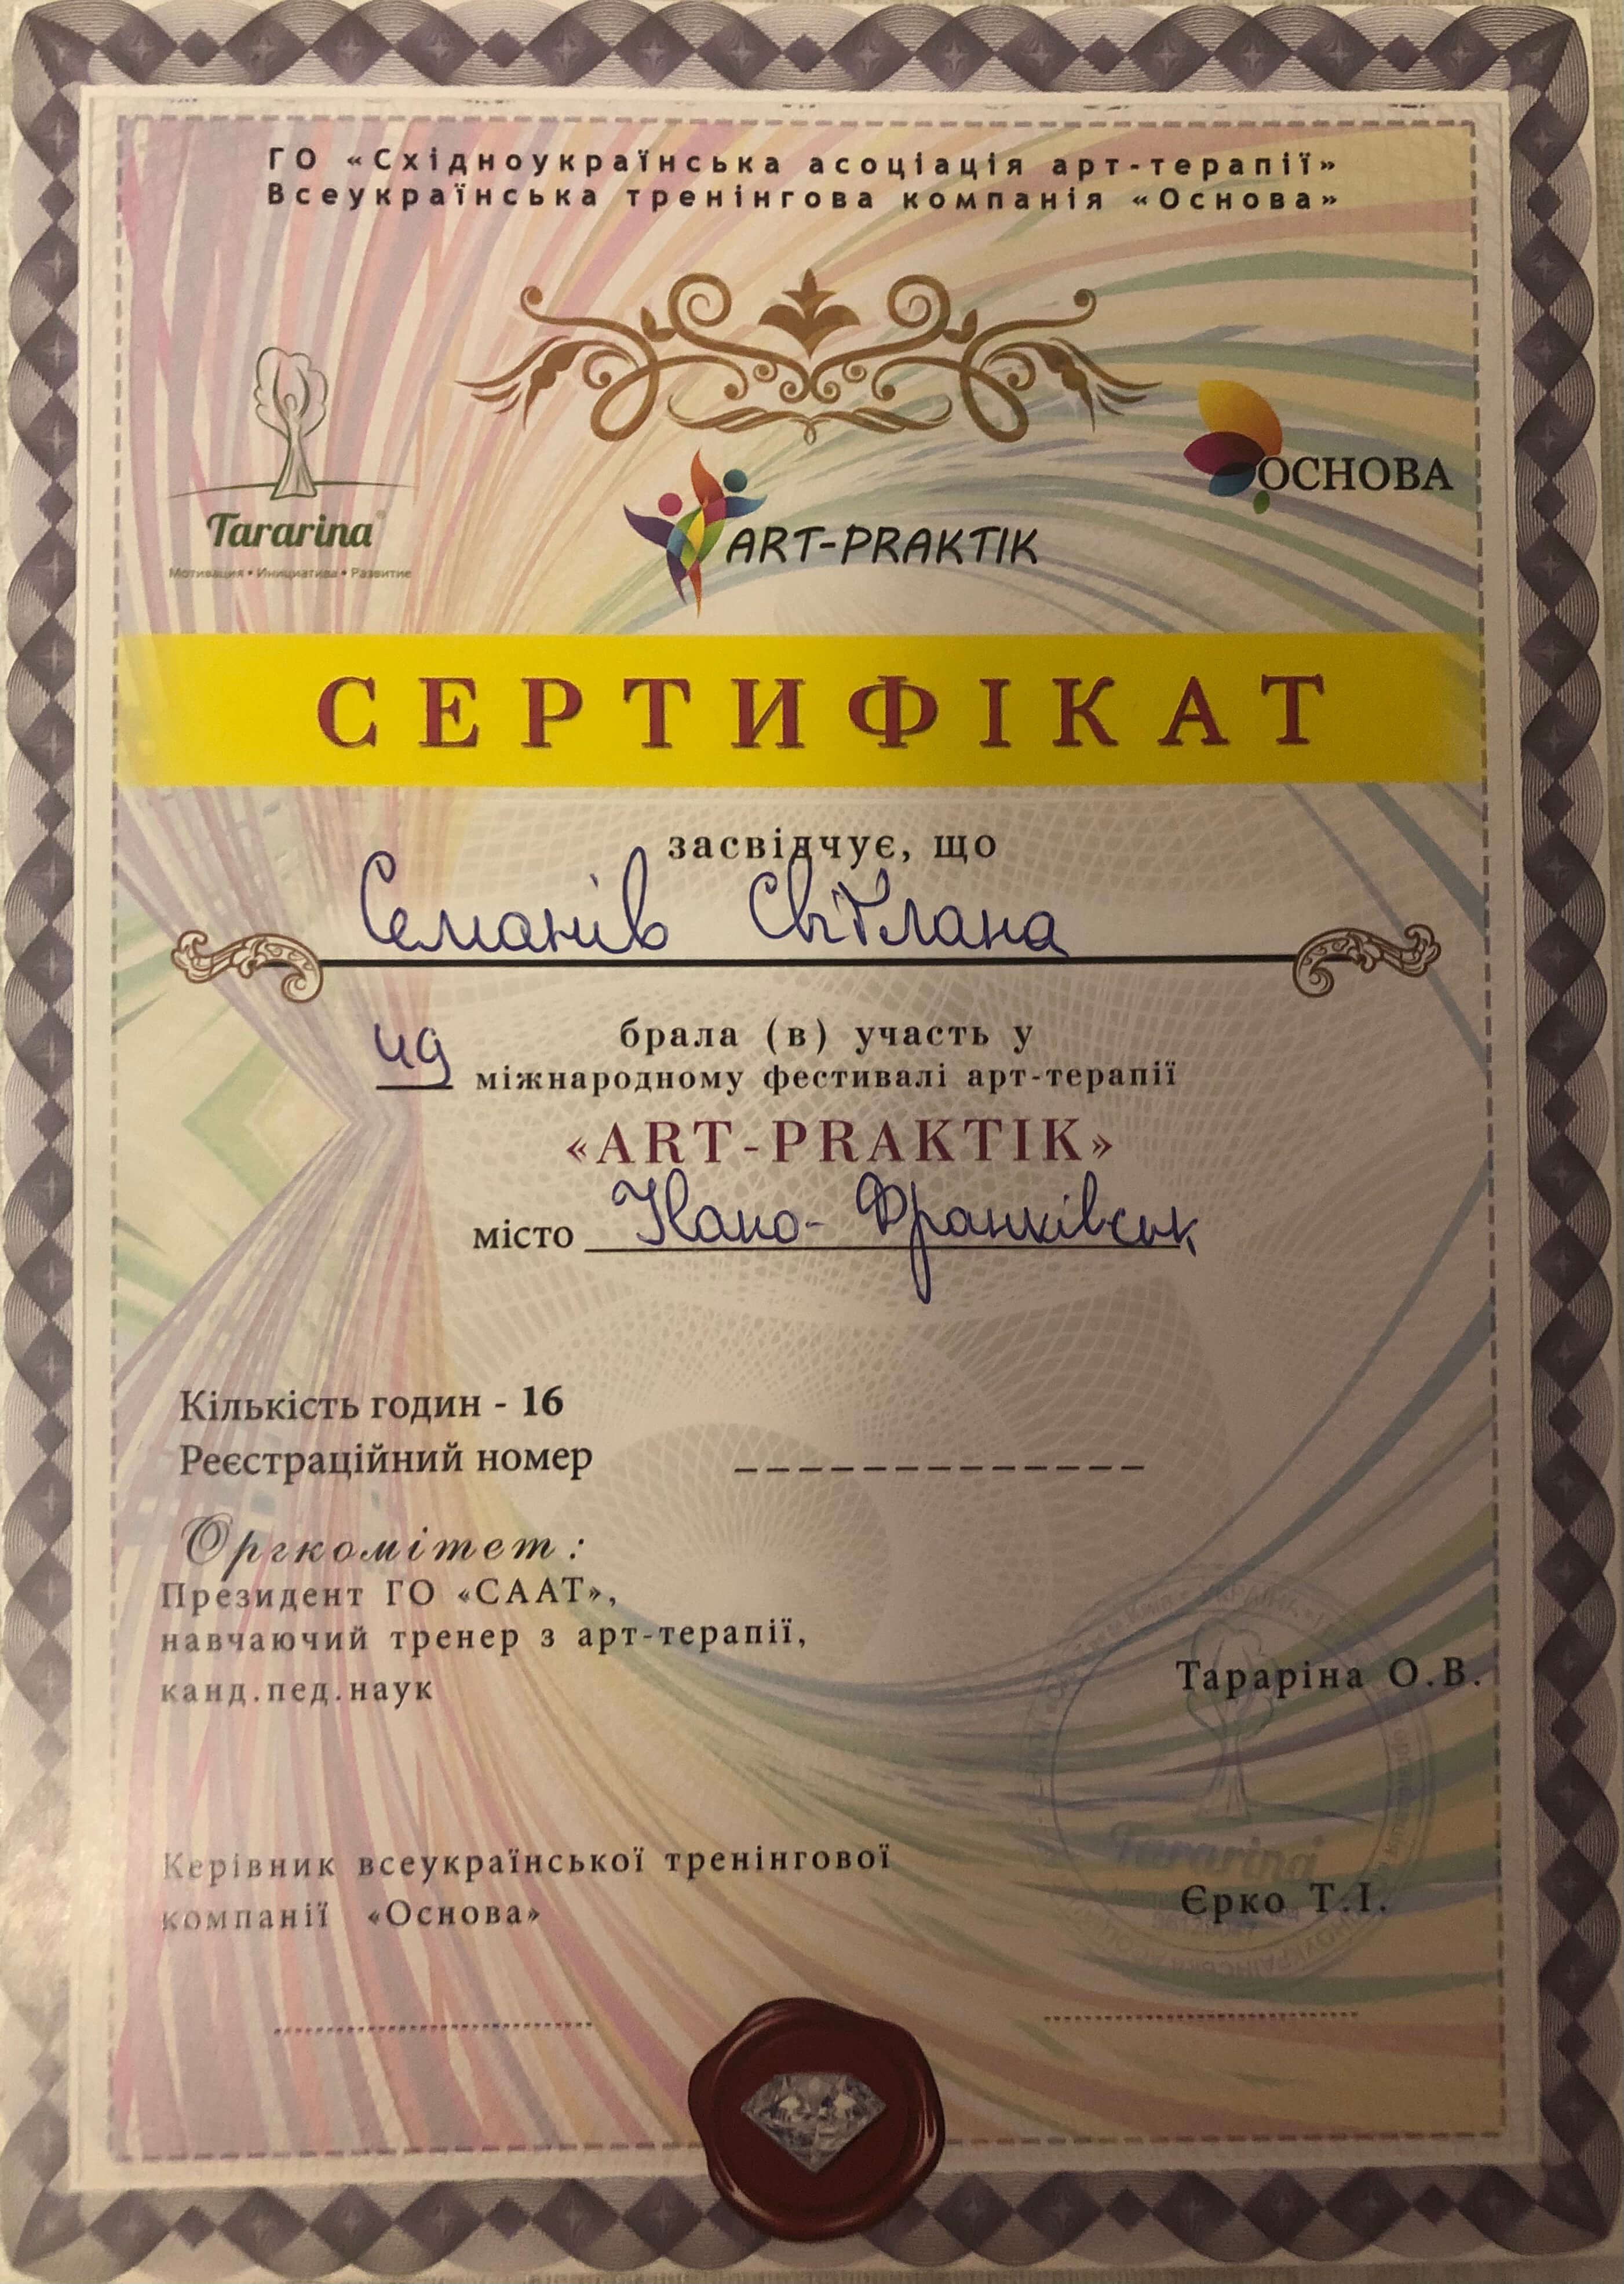 ГО «Східноукраїнська асоціація арт-терапії»
Всеукраїнська тренінгова компанія «Основа»
Tararina
Мотивация • Инициатива • Развитие
ART-PRAKTIK
ОСНОВА
СЕРТИФІКАТ
засвідчує, що
Семанів Світлана
брала (в) участь у
49 міжнародному фестивалі арт-терапії
«ART-PRAKTIK»
місто Івано-Франківськ
Кількість годин - 16
Реєстраційний номер
Оргкомітет:
Президент ГО «СААТ»,
навчаючий тренер з арт-терапії,
канд.пед.наук
Тараріна О.В.
Tararina
Керівник всеукраїнської тренінгової
компанії «Основа»
Єрко Т.І.